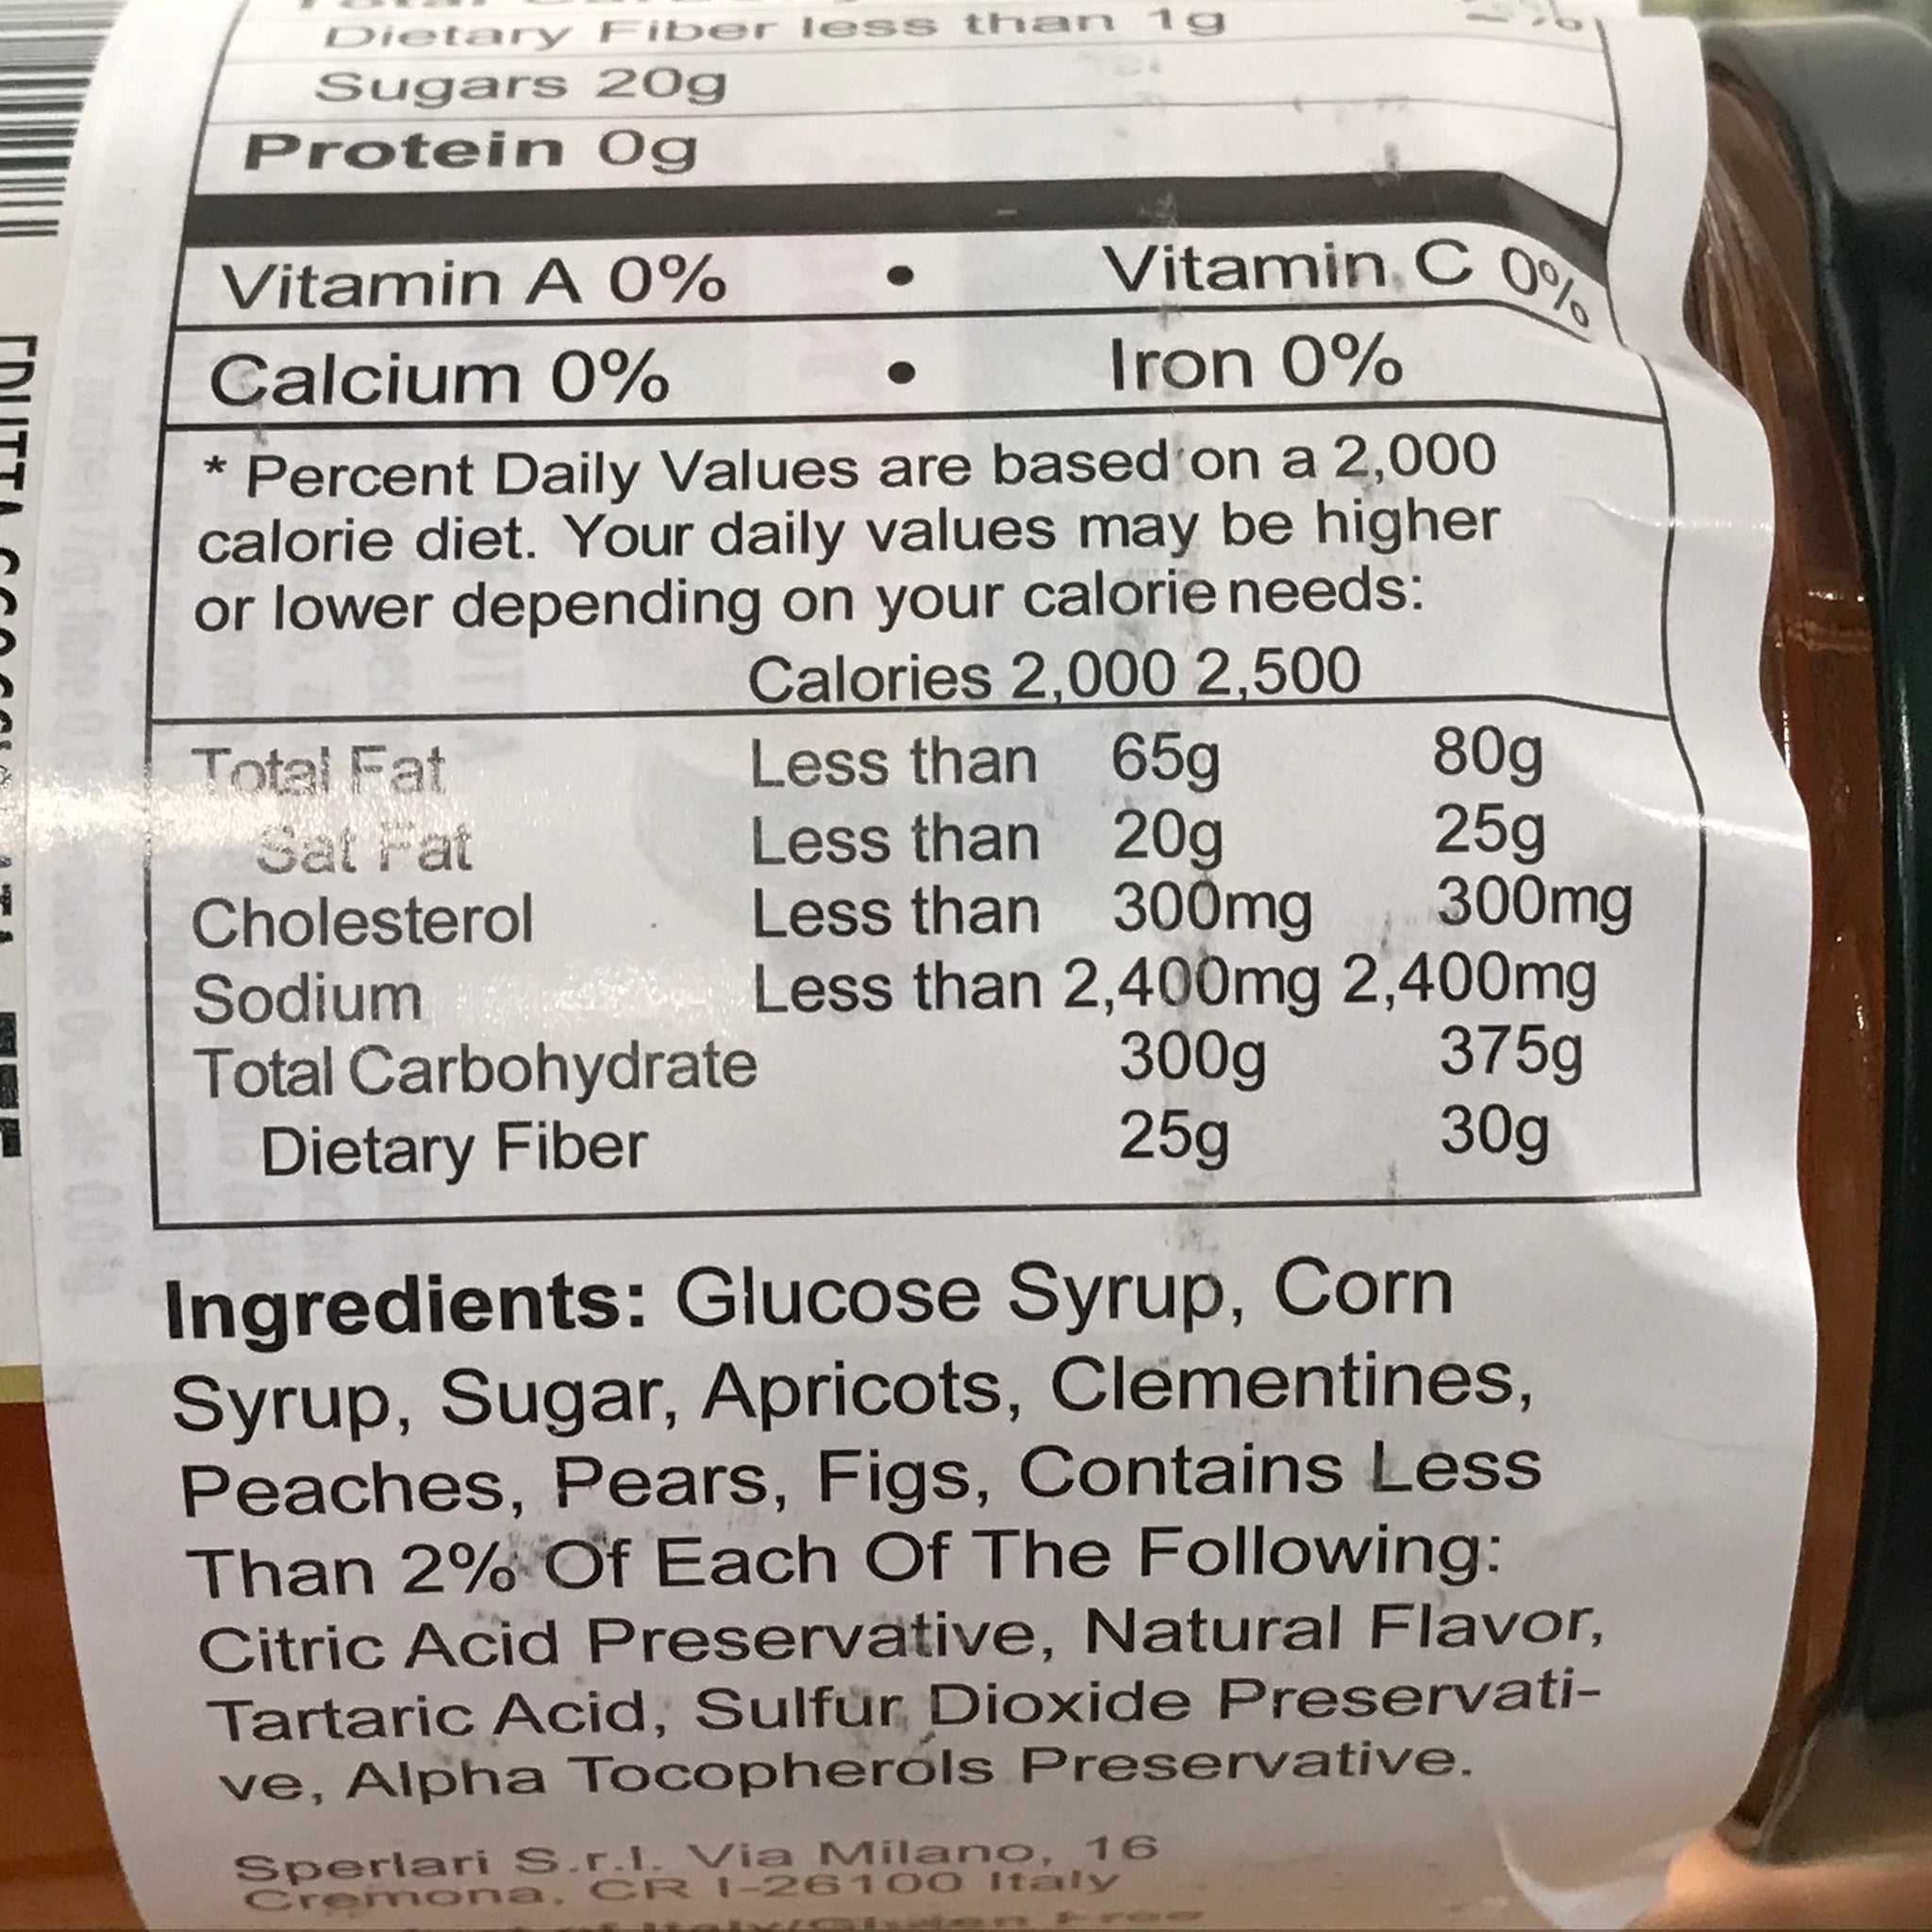 Dietary Fiber less than 1g
Sugars 20g
Protein 0g
Vitamin A 0% • Vitamin C 0%
Calcium 0% • Iron 0%
* Percent Daily Values are based on a 2,000
calorie diet. Your daily values may be higher
or lower depending on your calorie needs:
Calories 2,000 2,500
Total Fat Less than 65g 80g
Sat Fat Less than 20g 25g
Cholesterol Less than 300mg 300mg
Sodium Less than 2,400mg 2,400mg
Total Carbohydrate 300g 375g
Dietary Fiber 25g 30g
Ingredients: Glucose Syrup, Corn
Syrup, Sugar, Apricots, Clementines,
Peaches, Pears, Figs, Contains Less
Than 2% Of Each Of The Following:
Citric Acid Preservative, Natural Flavor,
Tartaric Acid, Sulfur Dioxide Preservati-
ve, Alpha Tocopherols Preservative.
Sperlari S.r.l. Via Milano, 16
Cremona, CR I-26100 Italy